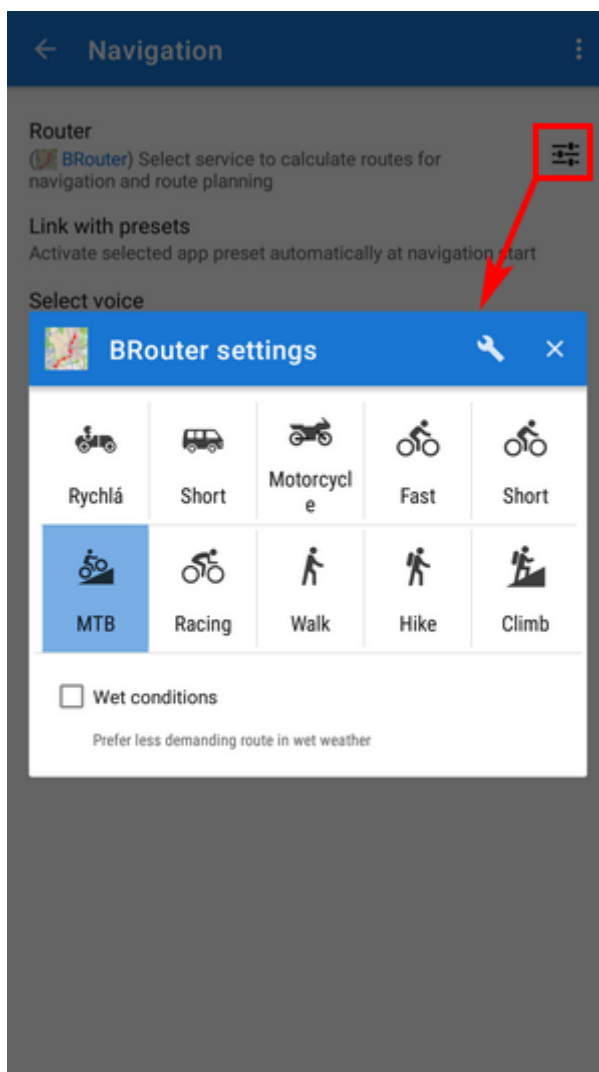 Navigation
Router
(BRouter) Select service to calculate routes for
navigation and route planning
Link with presets
Activate selected app preset automatically at navigation start
Select voice
BRouter settings
Rychlá
Short
Motorcycl
e
Fast
Short
MTB
Racing
Walk
Hike
Climb
Wet conditions
Prefer less demanding route in wet weather